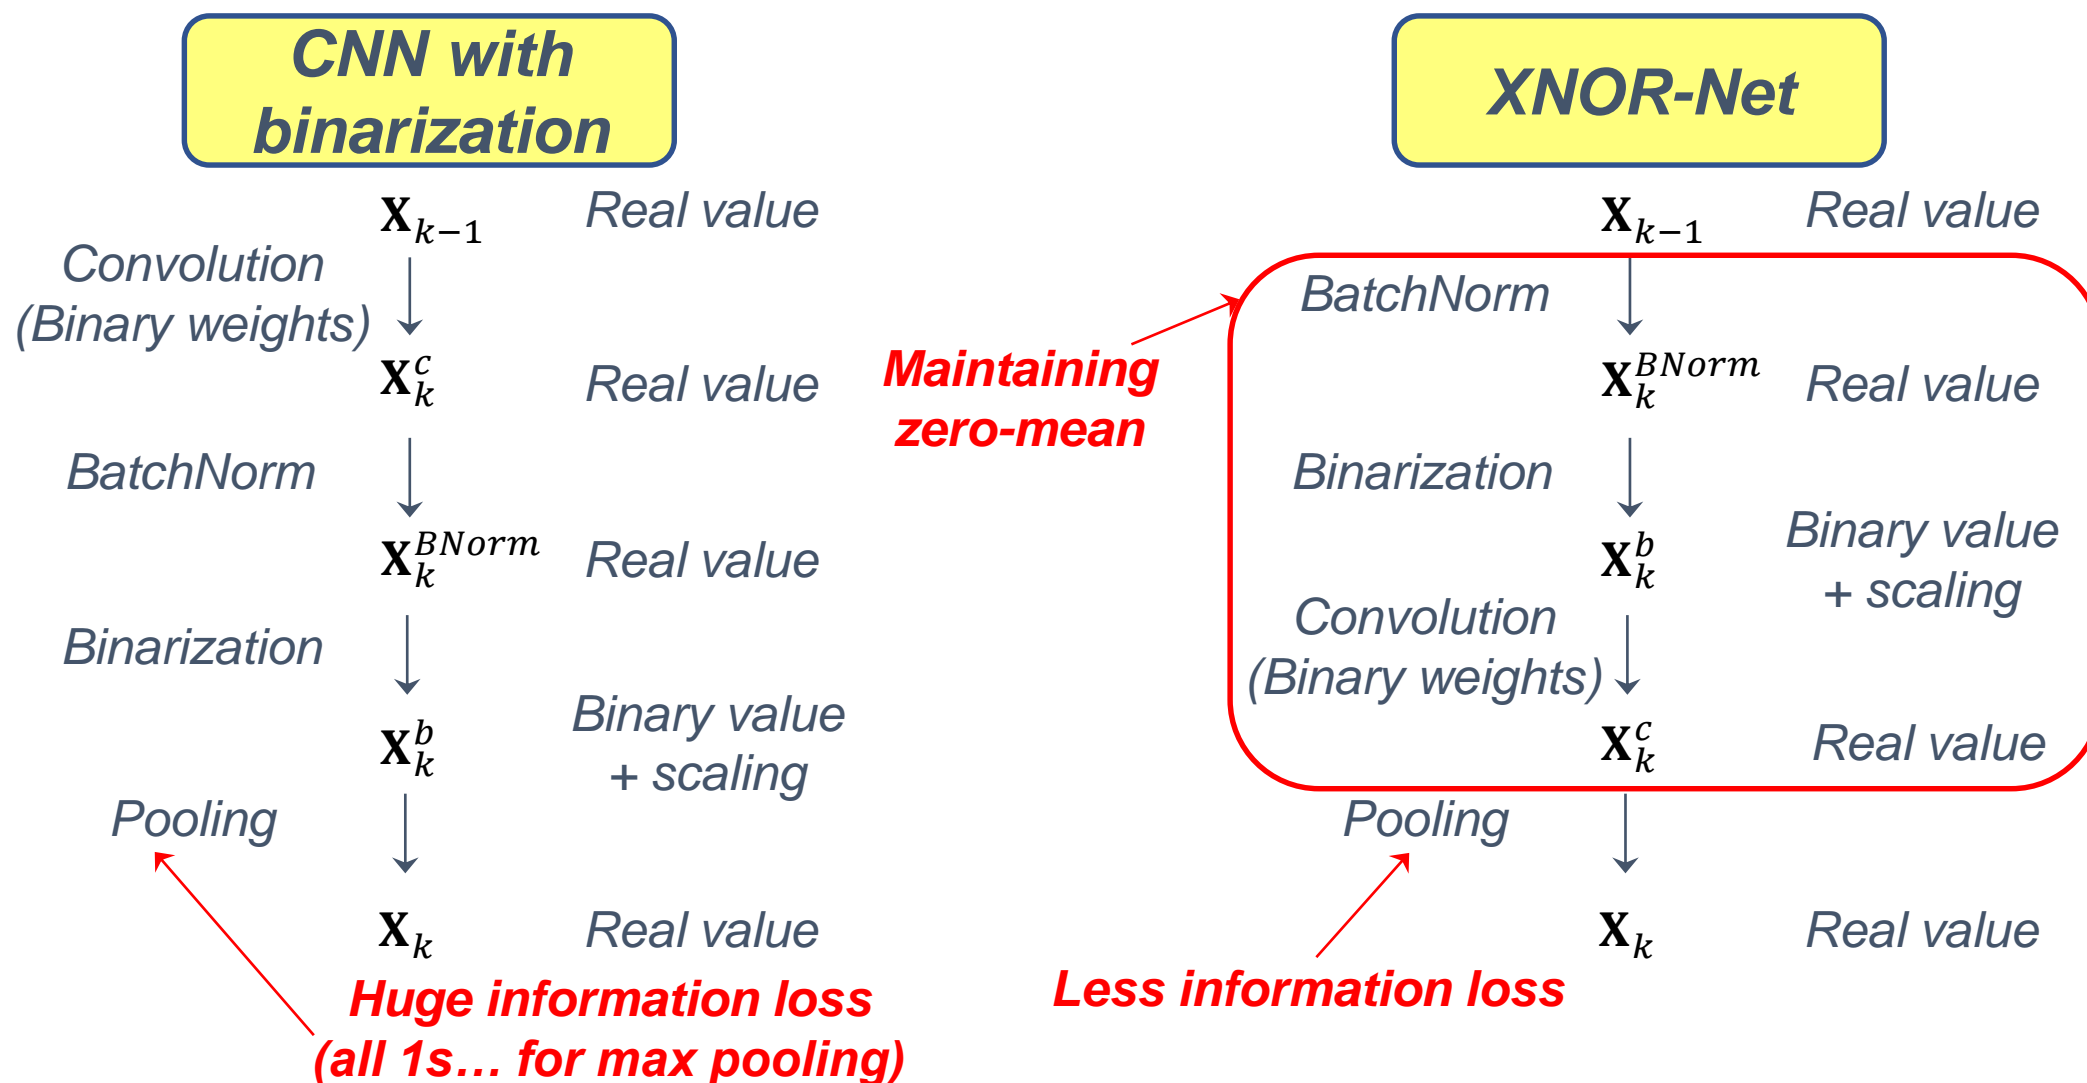 CNN with
binarization
X_{k−1} Real value
Convolution
(Binary weights)
X_k^c Real value
BatchNorm
X_k^{BNorm} Real value
Binarization
X_k^b Binary value
+ scaling
Pooling
X_k Real value
Huge information loss
(all 1s… for max pooling)
XNOR-Net
X_{k−1} Real value
BatchNorm
Maintaining
zero-mean
X_k^{BNorm} Real value
Binarization
X_k^b Binary value
+ scaling
Convolution
(Binary weights)
X_k^c Real value
Pooling
X_k Real value
Less information loss